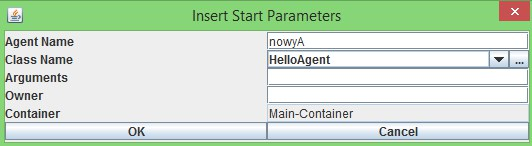 Insert Start Parameters
Agent Name nowyA
Class Name HelloAgent ...
Arguments
Owner
Container Main-Container
OK Cancel